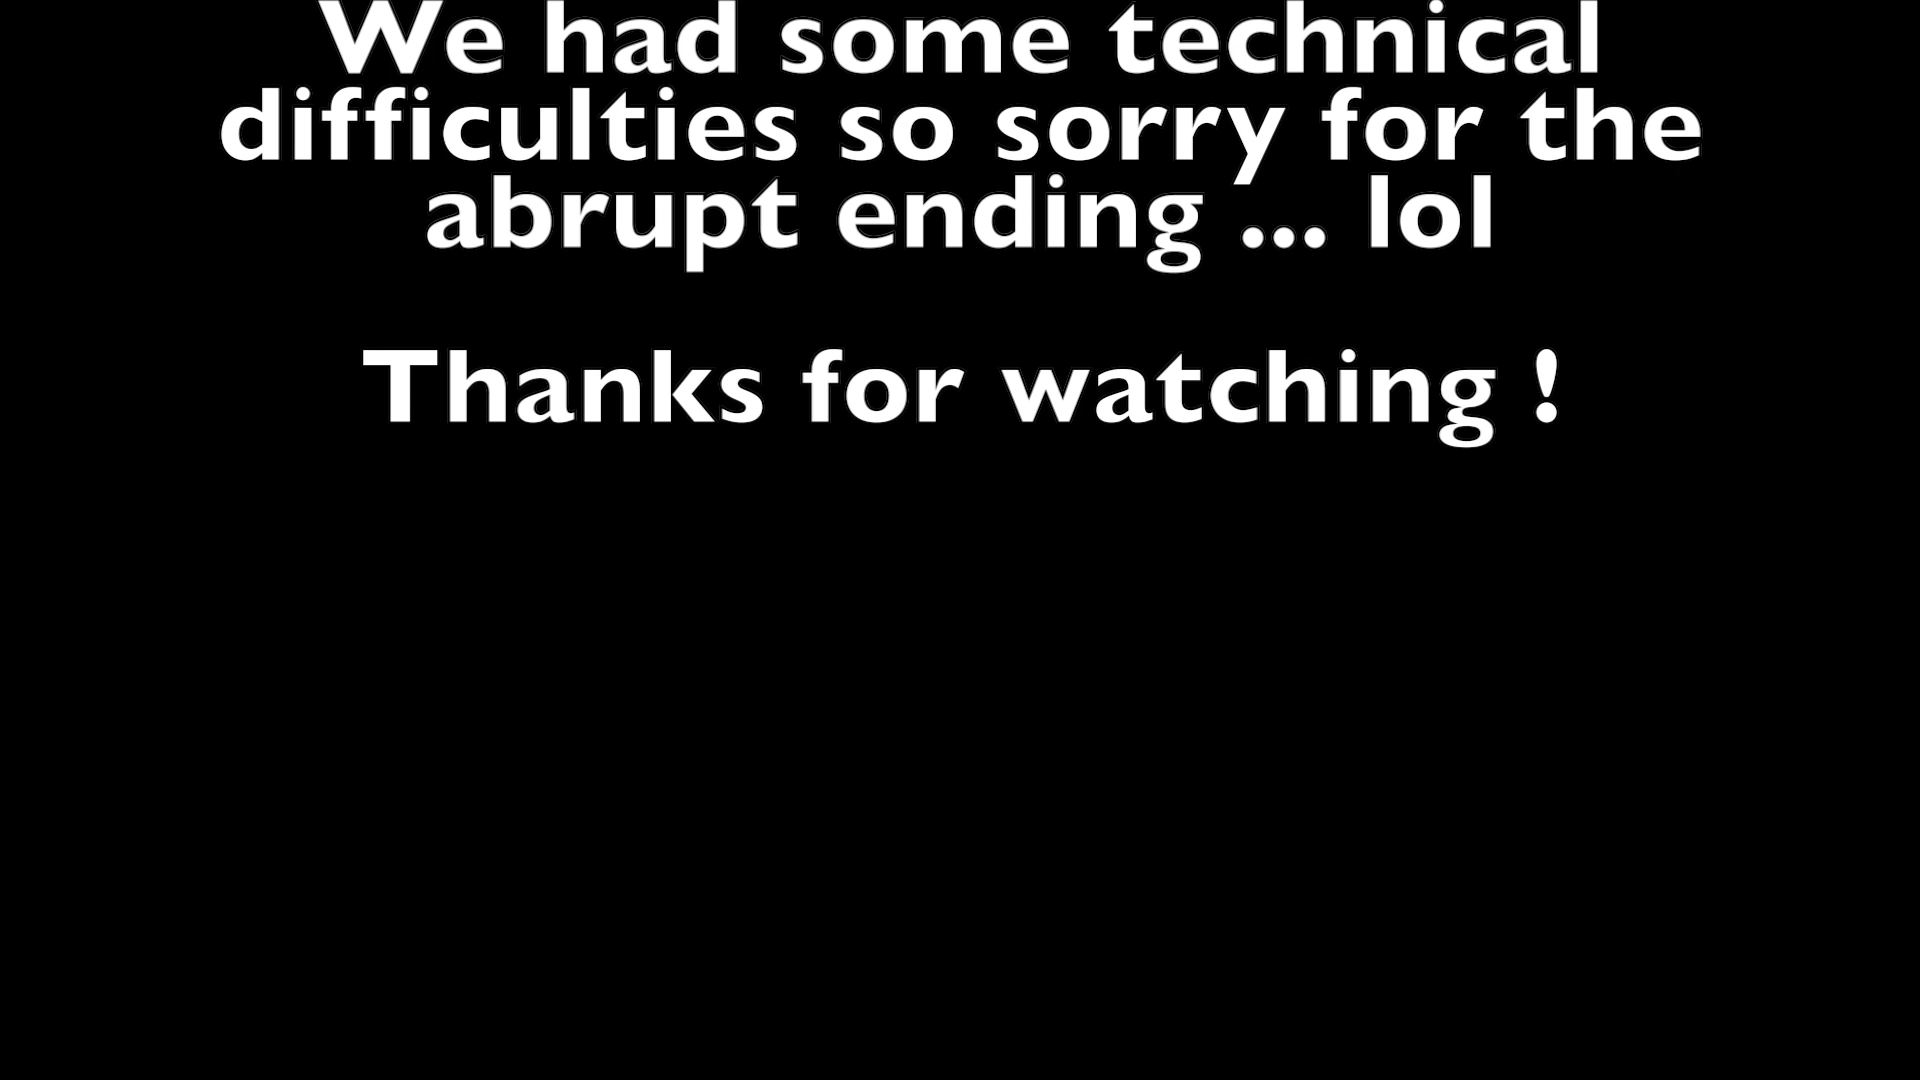 We had some technical
difficulties so sorry for the
abrupt ending ... lol
Thanks for watching !